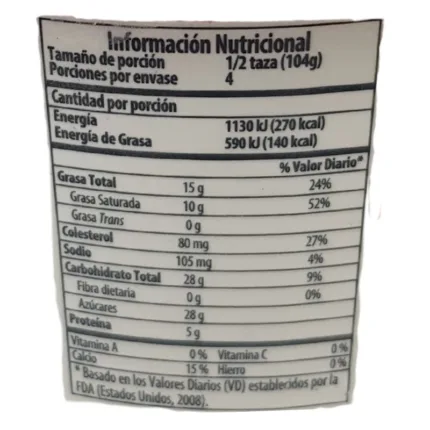 Información Nutricional
Tamaño de porción 1/2 taza (104g)
Porciones por envase 4
Cantidad por porción
Energía 1130 kJ (270 kcal)
Energía de Grasa 590 kJ (140 kcal)
% Valor Diario*
Grasa Total 15 g 24%
Grasa Saturada 10 g 52%
Grasa Trans 0 g
Colesterol 80 mg 27%
Sodio 105 mg 4%
Carbohidrato Total 28 g 9%
Fibra dietaria 0 g 0%
Azúcares 28 g
Proteína 5 g
Vitamina A 0% Vitamina C 0%
Calcio 15% Hierro 0%
* Basado en los Valores Diarios (VD) establecidos por la
FDA (Estados Unidos, 2008).